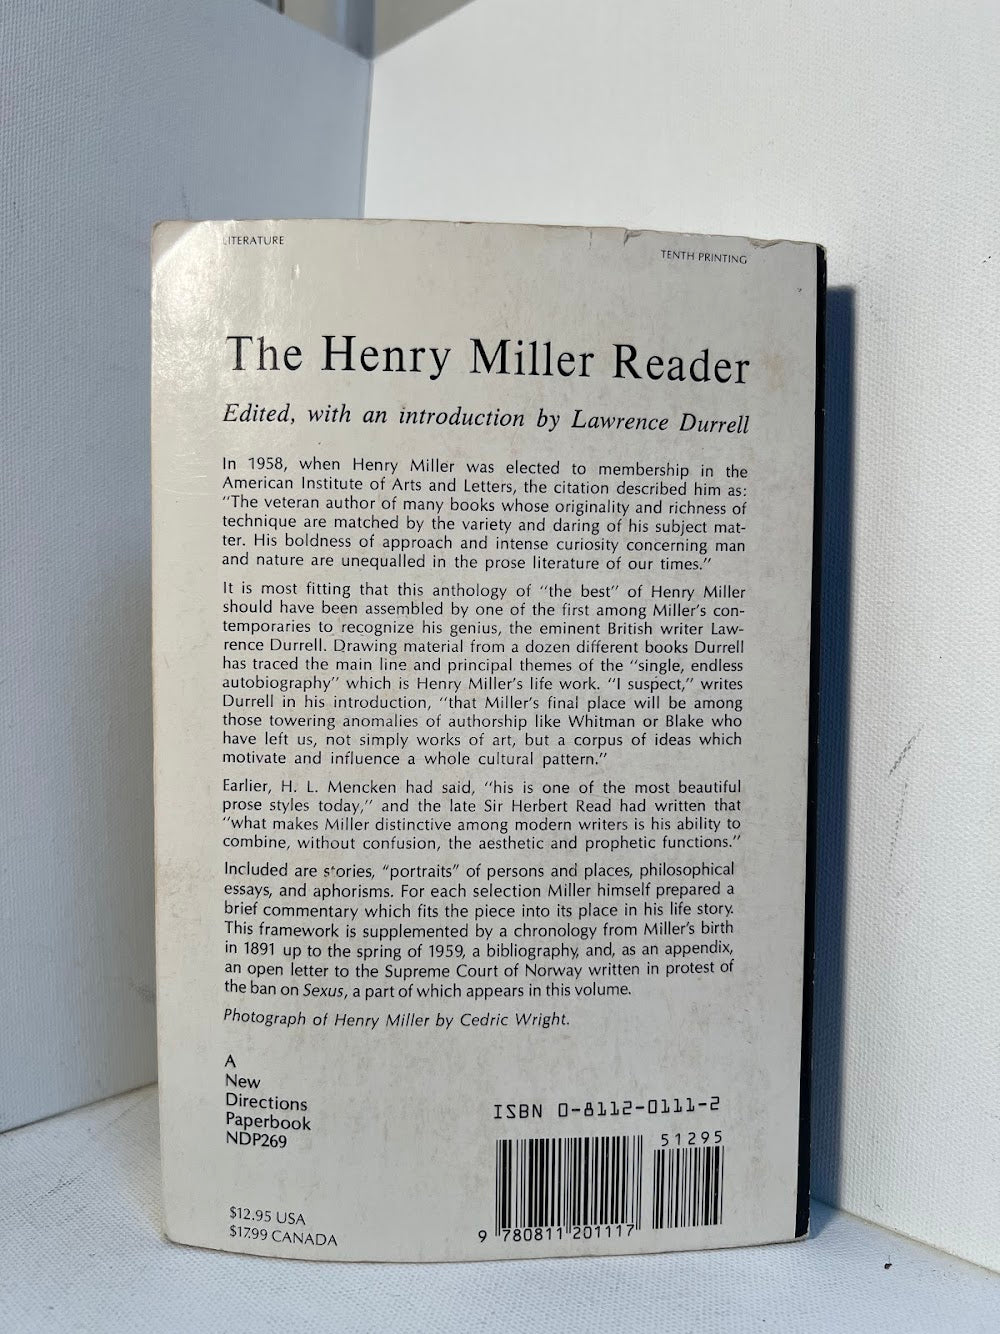 LITERATURE
TENTH PRINTING
The Henry Miller Reader
Edited, with an introduction by Lawrence Durrell
In 1958, when Henry Miller was elected to membership in the
American Institute of Arts and Letters, the citation described him as:
"The veteran author of many books whose originality and richness of
technique are matched by the variety and daring of his subject mat-
ter. His boldness of approach and intense curiosity concerning man
and nature are unequalled in the prose literature of our times."
It is most fitting that this anthology of "the best" of Henry Miller
should have been assembled by one of the first among Miller's con-
temporaries to recognize his genius, the eminent British writer Law-
rence Durrell. Drawing material from a dozen different books Durrell
has traced the main line and principal themes of the "single, endless
autobiography" which is Henry Miller's life work. "I suspect," writes
Durrell in his introduction, "that Miller's final place will be among
those towering anomalies of authorship like Whitman or Blake who
have left us, not simply works of art, but a corpus of ideas which
motivate and influence a whole cultural pattern."
Earlier, H. L. Mencken had said, "his is one of the most beautiful
prose styles today," and the late Sir Herbert Read had written that
"what makes Miller distinctive among modern writers is his ability to
combine, without confusion, the aesthetic and prophetic functions."
Included are stories, "portraits" of persons and places, philosophical
essays, and aphorisms. For each selection Miller himself prepared a
brief commentary which fits the piece into its place in his life story.
This framework is supplemented by a chronology from Miller's birth
in 1891 up to the spring of 1959, a bibliography, and, as an appendix,
an open letter to the Supreme Court of Norway written in protest of
the ban on Sexus, a part of which appears in this volume.
Photograph of Henry Miller by Cedric Wright.
A
New
Directions
Paperbook
NDP269
$12.95 USA
$17.99 CANADA
ISBN 0-8112-0111-2
51295
9 780811 201117